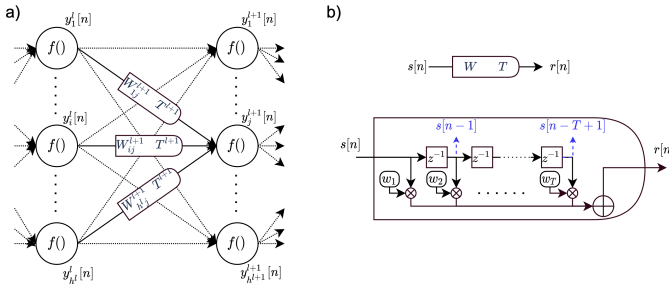 a)
y_1^l[n]
y_1^{l+1}[n]
f()
f()
W_{1j}^{l+1} T^{l+1}
y_i^l[n]
y_j^{l+1}[n]
f()
W_{ij}^{l+1} T^{l+1}
f()
W_{h^l j}^{l+1} T^{l+1}
f()
f()
y_{h^l}^l[n]
y_{h^{l+1}}^{l+1}[n]
b)
s[n] W T r[n]
s[n-1] s[n-T+1]
s[n] z^{-1} z^{-1} z^{-1} r[n]
w_1 w_2 w_T